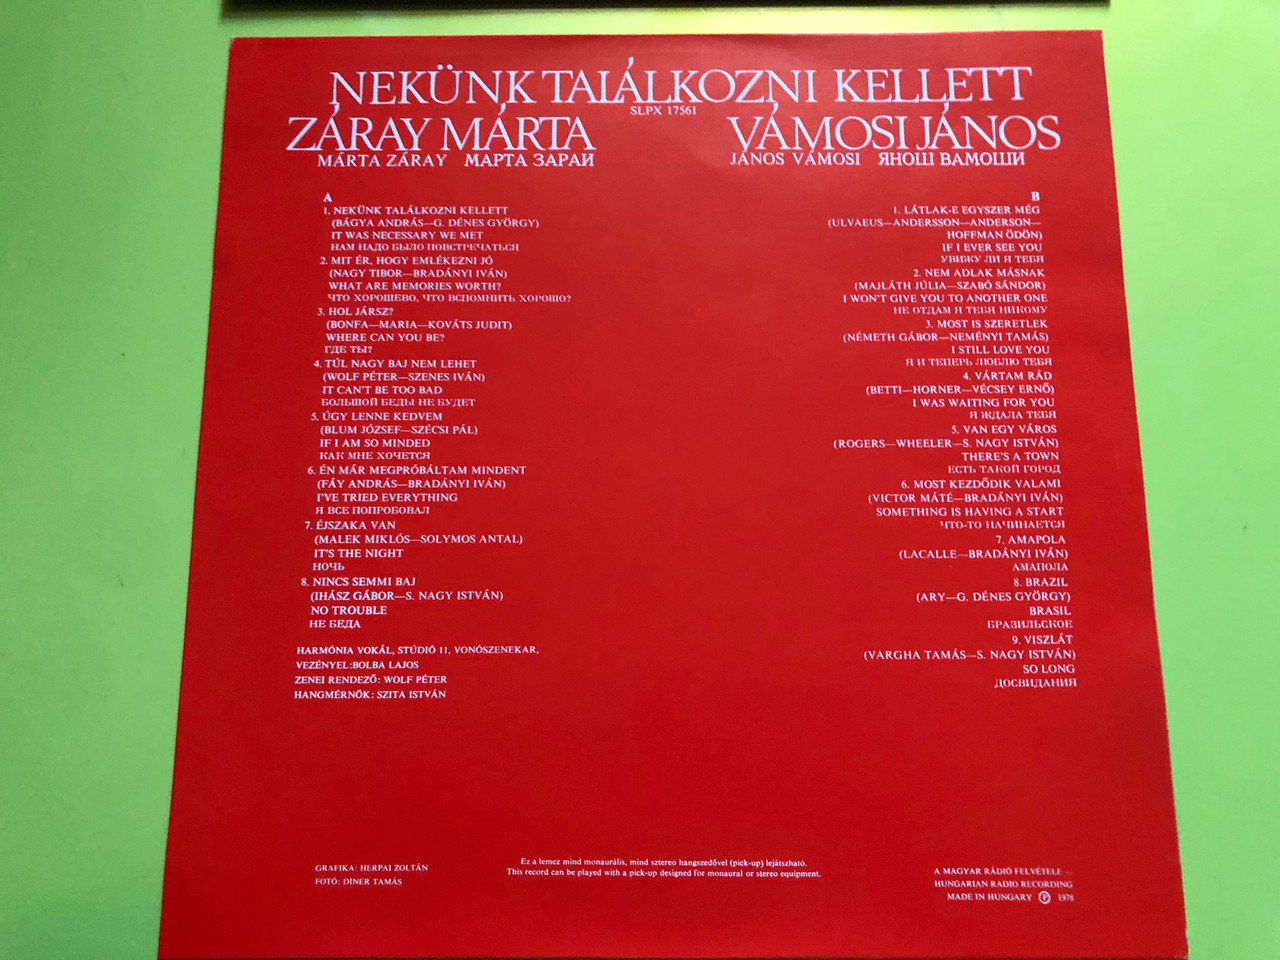 NEKÜNK TALÁLKOZNI KELLETT
SLPX 17561
ZÁRAY MÁRTA VÁMOSI JÁNOS
MÁRTA ZÁRAY МАРТА ЗАРАИ JÁNOS VÁMOSI ЯНОШ ВАМОШИ
A
1. NEKÜNK TALÁLKOZNI KELLETT
(BÁGYA ANDRÁS—G. DÉNES GYÖRGY)
IT WAS NECESSARY WE MET
НАМ НАДО БЫЛО ПОВСТРЕЧАТЬСЯ
2. MIT ÉR, HOGY EMLÉKEZNI JÓ
(NAGY TIBOR—BRADÁNYI IVÁN)
WHAT ARE MEMORIES WORTH?
ЧТО ХОРОШЕВО, ЧТО ВСПОМНИТЬ ХОРОШО?
3. HOL JÁRSZ?
(BONFA—MARIA—KOVÁTS JUDIT)
WHERE CAN YOU BE?
ГДЕ ТЫ?
4. TÚL NAGY BAJ NEM LEHET
(WOLF PÉTER—SZENES IVÁN)
IT CAN'T BE TOO BAD
БОЛЬШОЙ БЕДЫ НЕ БУДЕТ
5. ÚGY LENNE KEDVEM
(BLUM JÓZSEF—SZÉCSI PÁL)
IF I AM SO MINDED
КАК МНЕ ХОЧЕТСЯ
6. ÉN MÁR MEGPRÓBÁLTAM MINDENT
(FÁY ANDRÁS—BRADÁNYI IVÁN)
I'VE TRIED EVERYTHING
Я ВСЕ ПОПРОБОВАЛ
7. ÉJSZAKA VAN
(MALEK MIKLÓS—SOLYMOS ANTAL)
IT'S THE NIGHT
НОЧЬ
8. NINCS SEMMI BAJ
(IHÁSZ GÁBOR—S. NAGY ISTVÁN)
NO TROUBLE
НЕ БЕДА
HARMÓNIA VOKÁL, STÚDIÓ 11, VONÓSZENEKAR,
VEZÉNYEL: BOLBA LAJOS
ZENEI RENDEZŐ: WOLF PÉTER
HANGMÉRNÖK: SZITA ISTVÁN
B
1. LÁTLAK-E EGYSZER MÉG
(ULVAEUS—ANDERSSON—ANDERSON—
HOFFMAN ÖDÖN)
IF I EVER SEE YOU
УВИЖУ ЛИ Я ТЕБЯ
2. NEM ADLAK MÁSNAK
(MAJLÁTH JÚLIA—SZABÓ SÁNDOR)
I WON'T GIVE YOU TO ANOTHER ONE
НЕ ОТДАМ Я ТЕБЯ НИКОМУ
3. MOST IS SZERETLEK
(NÉMETH GÁBOR—NEMÉNYI TAMÁS)
I STILL LOVE YOU
Я И ТЕПЕРЬ ЛЮБЛЮ ТЕБЯ
4. VÁRTAM RÁD
(BETTI—HORNER—VÉCSEY ERNŐ)
I WAS WAITING FOR YOU
Я ЖДАЛА ТЕБЯ
5. VAN EGY VÁROS
(ROGERS—WHEELER—S. NAGY ISTVÁN)
THERE'S A TOWN
ЕСТЬ ТАКОЙ ГОРОД
6. MOST KEZDŐDIK VALAMI
(VICTOR MÁTÉ—BRADÁNYI IVÁN)
SOMETHING IS HAVING A START
ЧТО-ТО НАЧИНАЕТСЯ
7. AMAPOLA
(LACALLE—BRADÁNYI IVÁN)
АМАПОЛА
8. BRAZIL
(ARY—G. DÉNES GYÖRGY)
BRASIL
БРАЗИЛЬСКОЕ
9. VISZLÁT
(VARGHA TAMÁS—S. NAGY ISTVÁN)
SO LONG
ДОСВИДАНИЯ
GRAFIKA: HERPAI ZOLTÁN
FOTÓ: DINER TAMÁS
Ez a lemez mind monaurális, mind sztereo hangszedővel (pick-up) lejátszható.
This record can be played with a pick-up designed for monaural or stereo equipment.
A MAGYAR RÁDIÓ FELVÉTELE —
HUNGARIAN RADIO RECORDING
MADE IN HUNGARY Ⓟ 1978